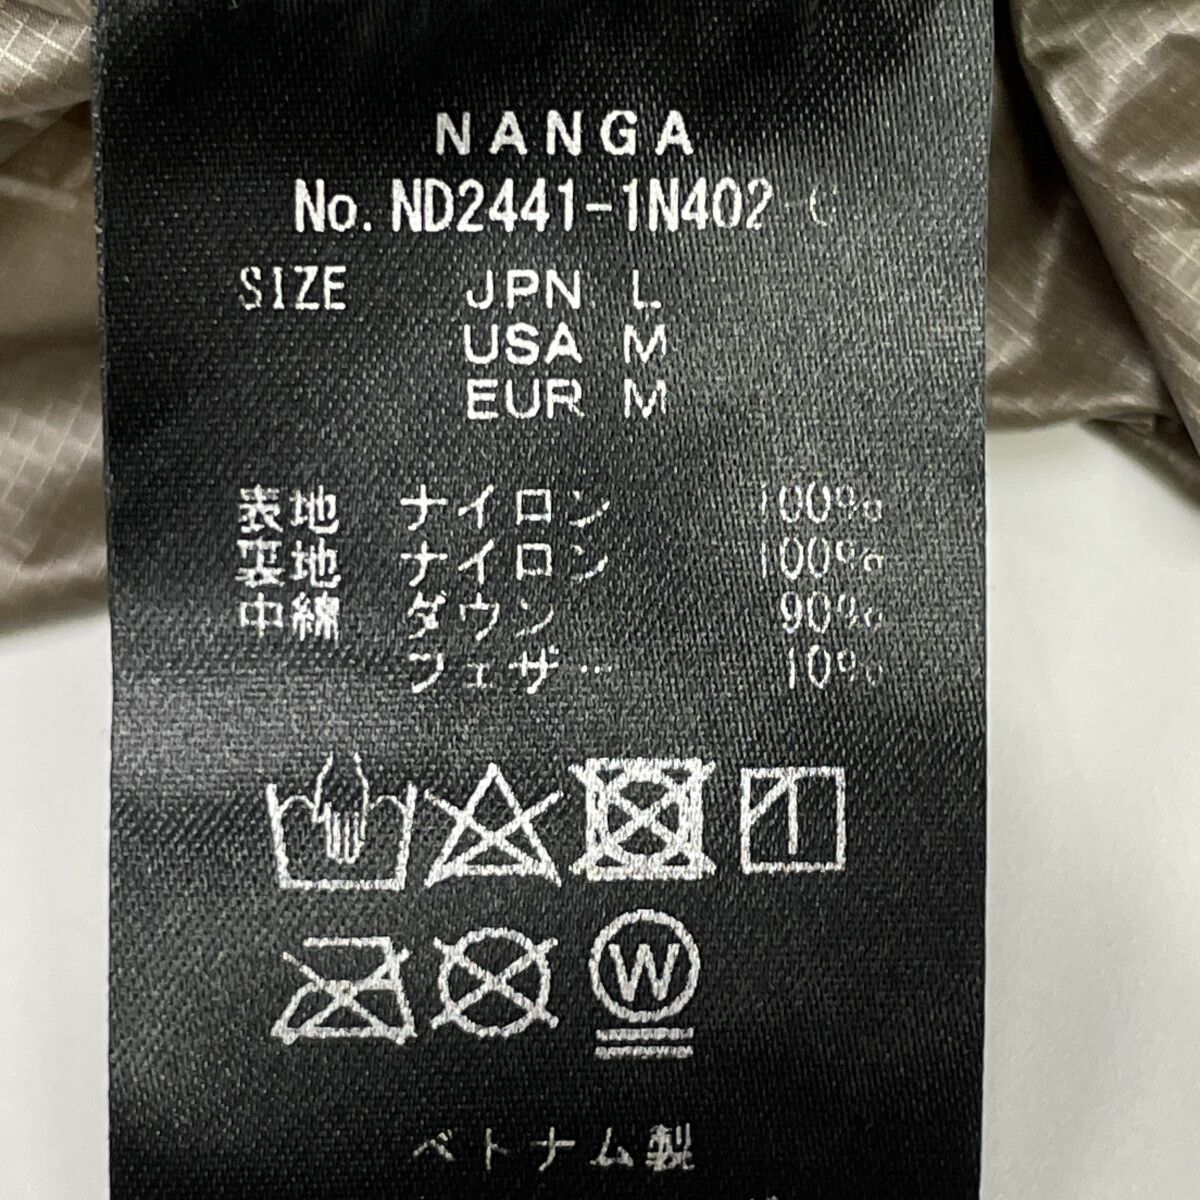 NANGA
No. ND2441-1N402
SIZE JPN L
USA M
EUR M
表地 ナイロン 100%
裏地 ナイロン 100%
中綿 ダウン 90%
フェザー 10%
W
ベトナム製